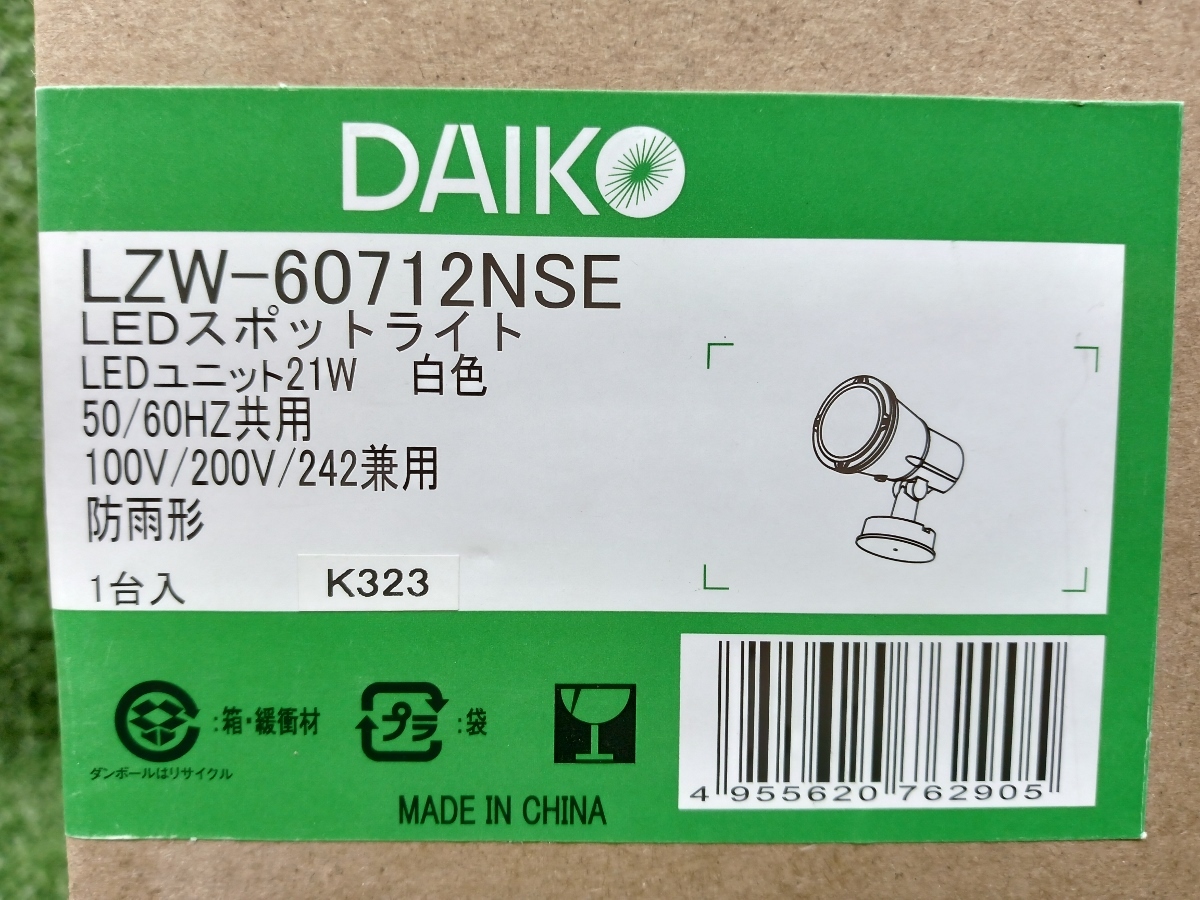 DAIKO
LZW-60712NSE
LEDスポットライト
LEDユニット21W　白色
50/60HZ共用
100V/200V/242兼用
防雨形
1台入
K323
:箱・緩衝材
プラ
:袋
ダンボールはリサイクル
MADE IN CHINA
4 955620 762905